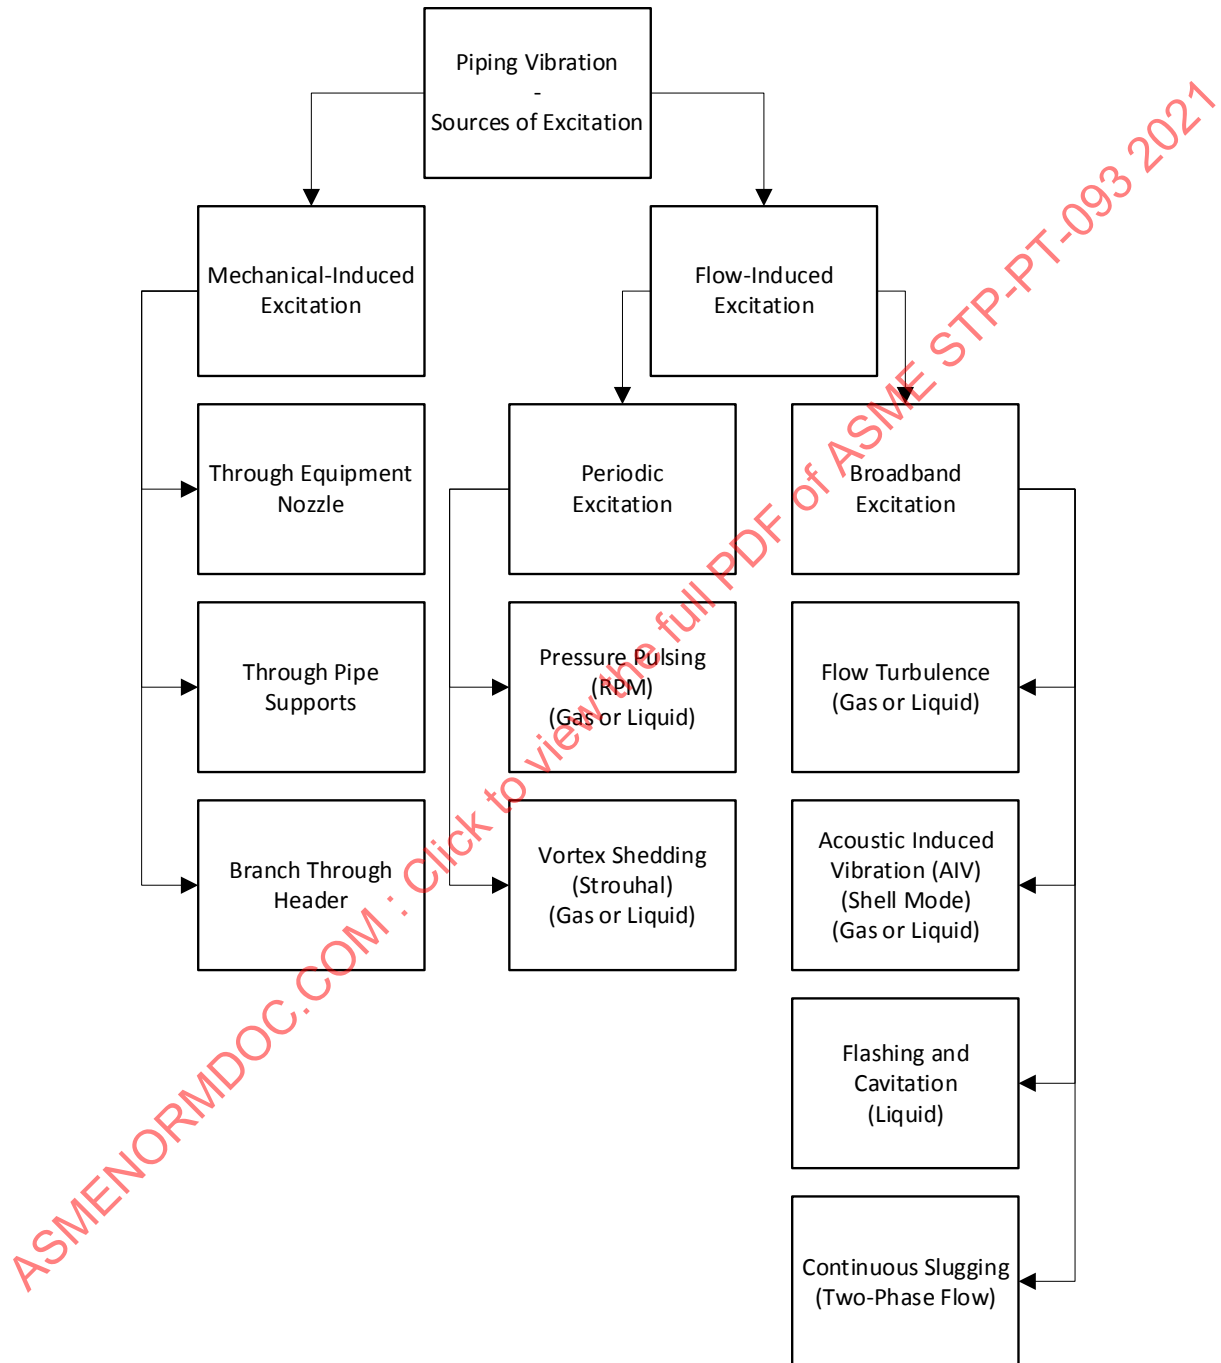 Piping Vibration
-
Sources of Excitation
Mechanical-Induced
Excitation
Flow-Induced
Excitation
Through Equipment
Nozzle
Periodic
Excitation
Broadband
Excitation
Through Pipe
Supports
Pressure Pulsing
(RPM)
(Gas or Liquid)
Flow Turbulence
(Gas or Liquid)
Branch Through
Header
Vortex Shedding
(Strouhal)
(Gas or Liquid)
Acoustic Induced
Vibration (AIV)
(Shell Mode)
(Gas or Liquid)
Flashing and
Cavitation
(Liquid)
Continuous Slugging
(Two-Phase Flow)
ASMENORMDOC.COM : Click to view the full PDF of ASME STP-PT-093 2021